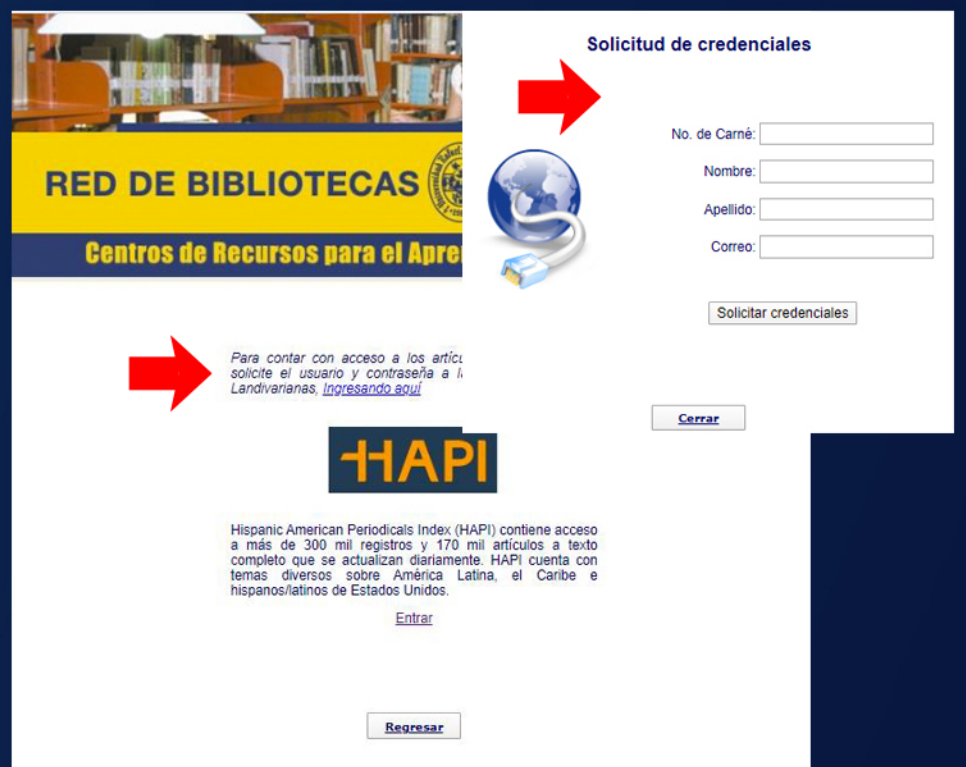 RED DE BIBLIOTECAS
Centros de Recursos para el
Para contar con acceso a los
solicite el usuario y contraseña a
Landivarianas, Ingresando aquí
HAPI
Hispanic American Periodicals Index (HAPI) contiene acceso
a más de 300 mil registros y 170 mil artículos a texto
completo que se actualizan diariamente. HAPI cuenta con
temas diversos sobre América Latina, el Caribe e
hispanos/latinos de Estados Unidos.
Entrar
Regresar
Solicitud de credenciales
No. de Carné:
Nombre:
Apellido:
Correo:
Solicitar credenciales
Cerrar